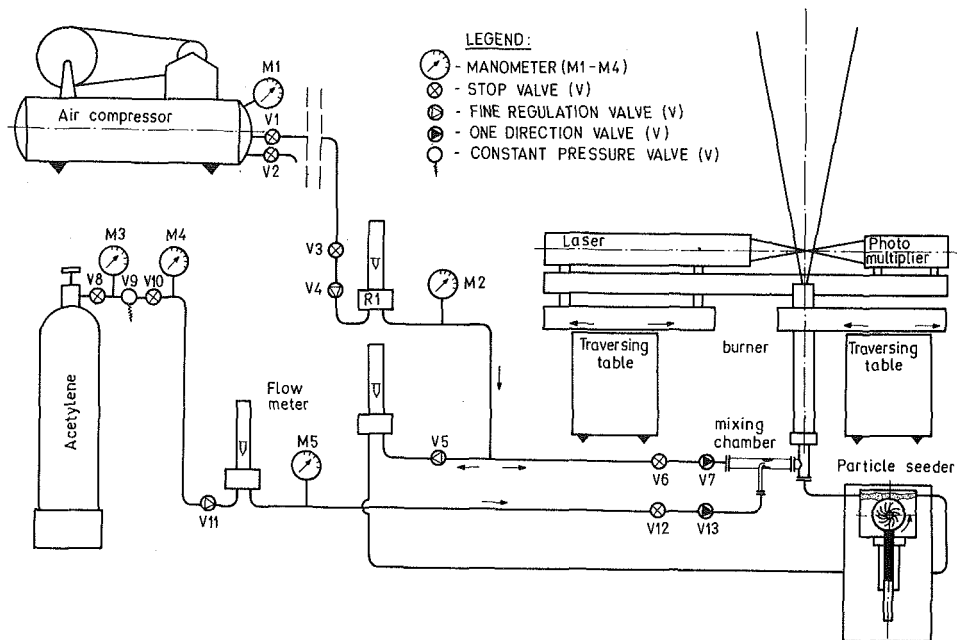 LEGEND:
- MANOMETER (M1-M4)
- STOP VALVE (V)
- FINE REGULATION VALVE (V)
- ONE DIRECTION VALVE (V)
- CONSTANT PRESSURE VALVE (V)
M1
Air compressor
V1
V2
M3
M4
V8
V9
V10
V3
V4
R1
M2
Laser
Photo
multiplier
burner
Traversing
table
Traversing
table
Acetylene
Flow
meter
M5
V5
mixing
chamber
V6
V7
Particle seeder
V11
V12
V13